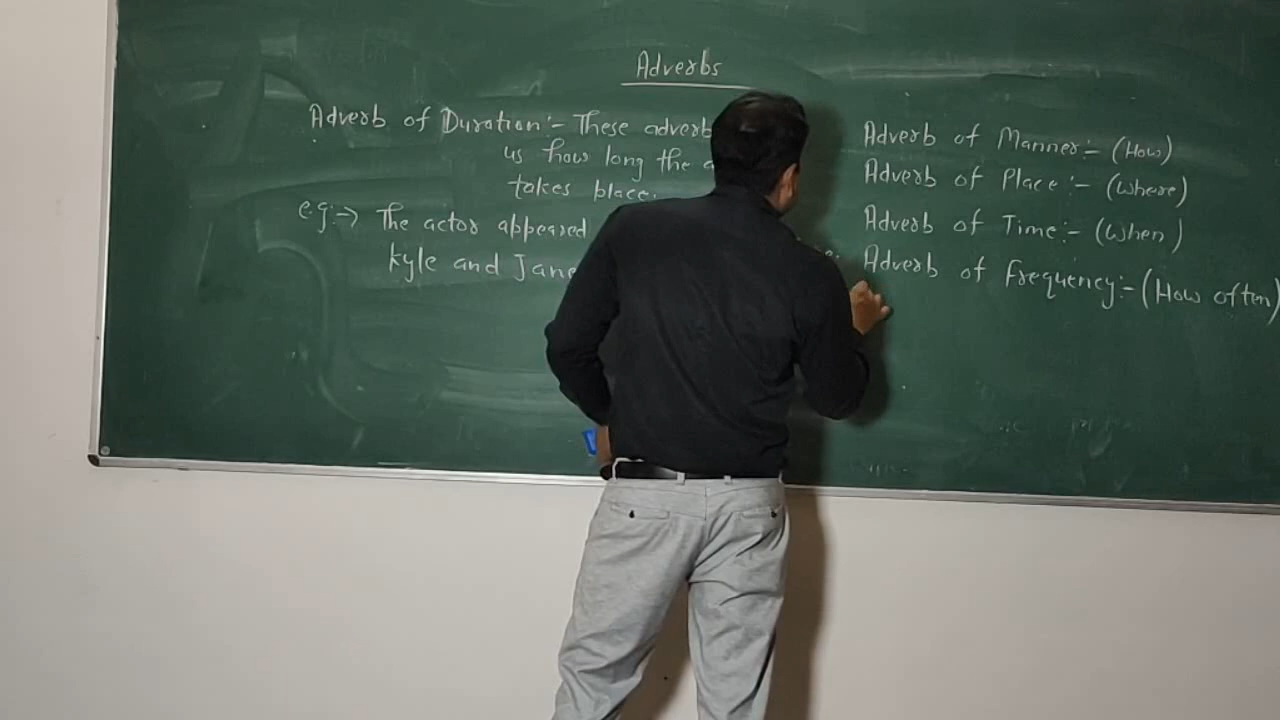 Adverbs
Adverb of Duration:- These adverb
us how long the a
takes place.
e.g:-> The actor appeared
Kyle and Jane
Adverb of Manner:- (How)
Adverb of Place:- (Where)
Adverb of Time:- (When)
Adverb of Frequency:- (How often)